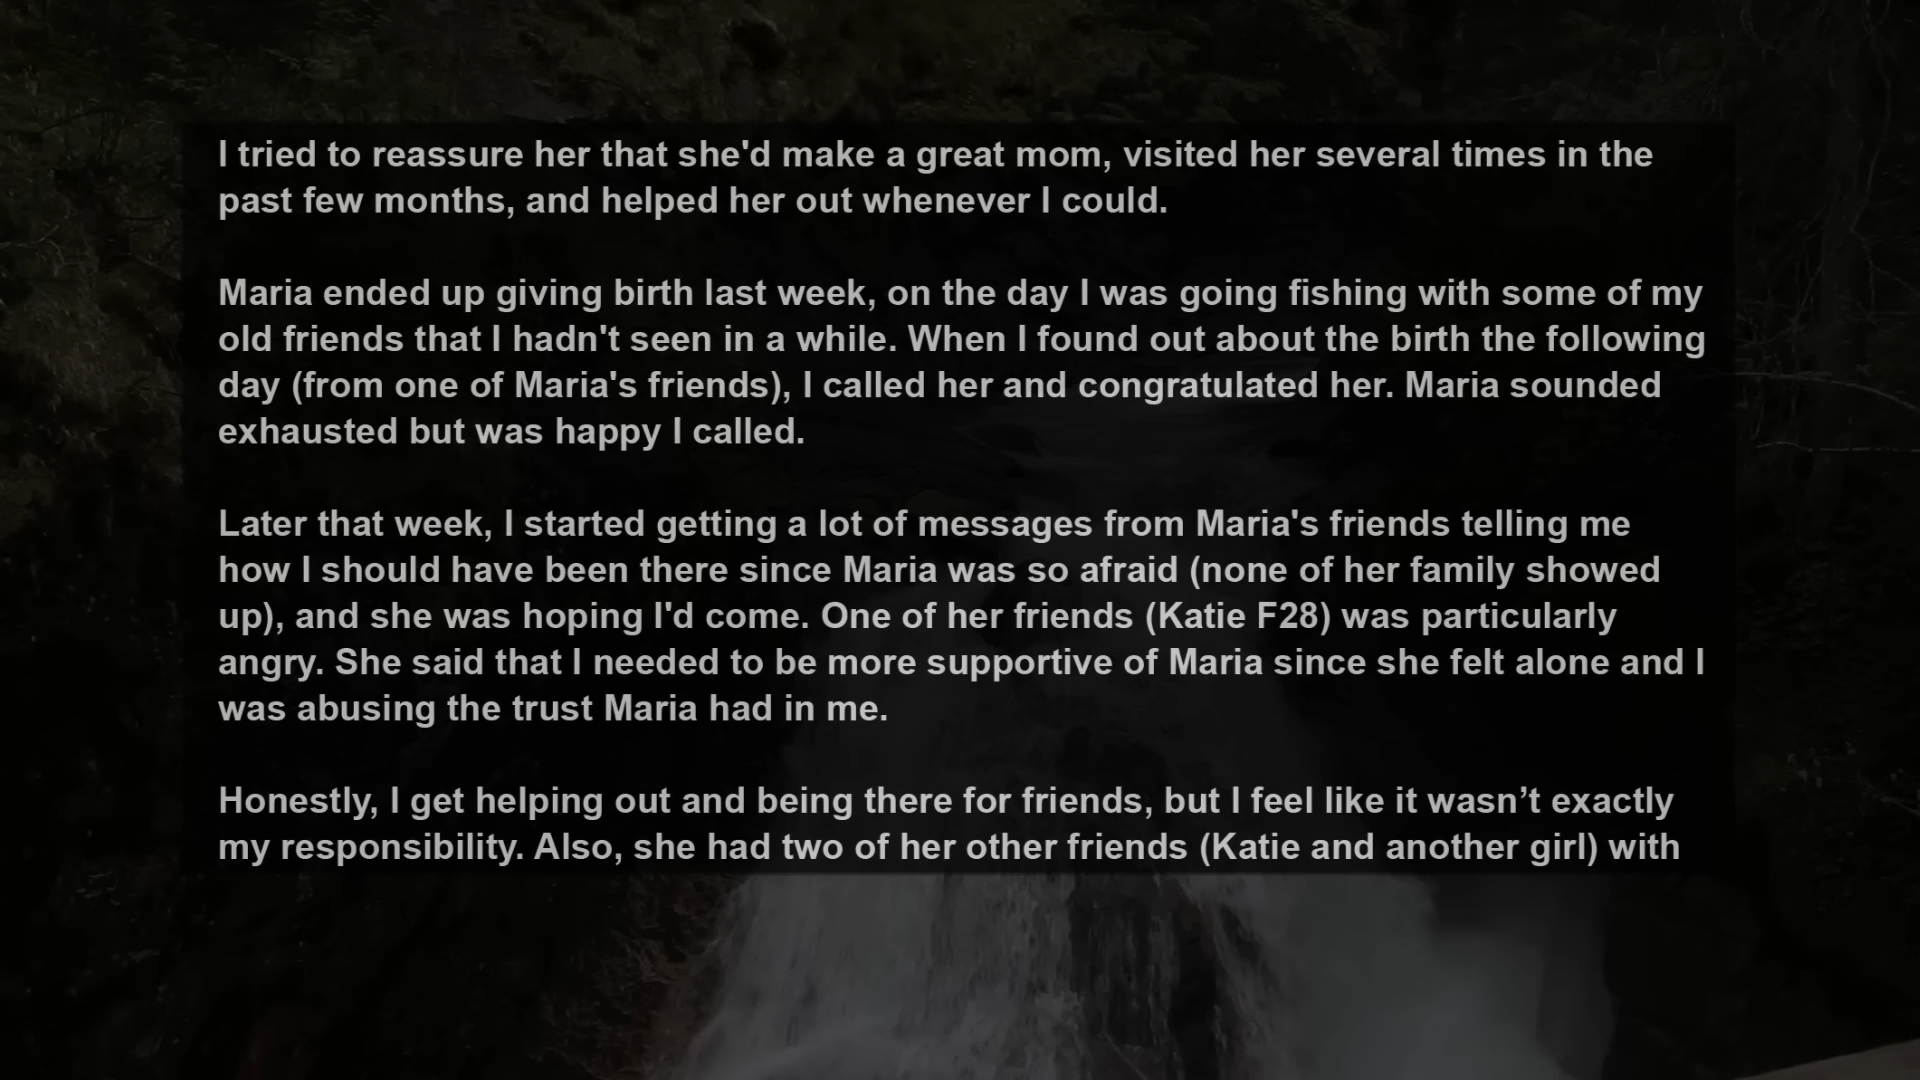 I tried to reassure her that she'd make a great mom, visited her several times in the
past few months, and helped her out whenever I could.
Maria ended up giving birth last week, on the day I was going fishing with some of my
old friends that I hadn't seen in a while. When I found out about the birth the following
day (from one of Maria's friends), I called her and congratulated her. Maria sounded
exhausted but was happy I called.
Later that week, I started getting a lot of messages from Maria's friends telling me
how I should have been there since Maria was so afraid (none of her family showed
up), and she was hoping I'd come. One of her friends (Katie F28) was particularly
angry. She said that I needed to be more supportive of Maria since she felt alone and I
was abusing the trust Maria had in me.
Honestly, I get helping out and being there for friends, but I feel like it wasn’t exactly
my responsibility. Also, she had two of her other friends (Katie and another girl) with